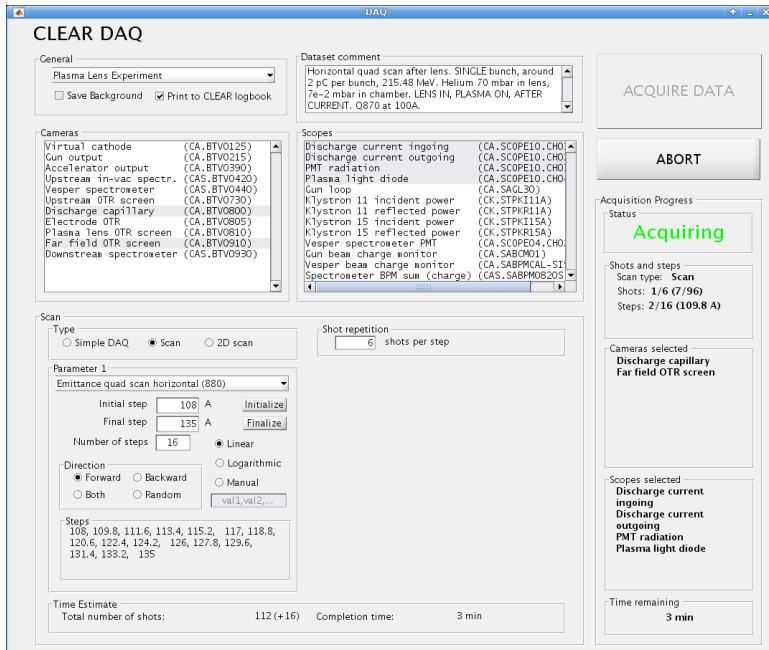 DAQ
CLEAR DAQ
General
Plasma Lens Experiment
Save Background
Print to CLEAR logbook
Dataset comment
Horizontal quad scan after lens. SINGLE bunch, around
2 pC per bunch, 215.48 MeV. Helium 70 mbar in lens,
7e-2 mbar in chamber. LENS IN, PLASMA ON, AFTER
CURRENT. Q870 at 100A.
ACQUIRE DATA
ABORT
Cameras
Virtual cathode (CA.BTV0125)
Gun output (CA.BTV0215)
Accelerator output (CA.BTV0390)
Upstream in-vac spectr. (CAS.BTV0420)
Vesper spectrometer (CAS.BTV0440)
Upstream OTR screen (CA.BTV0730)
Discharge capillary (CA.BTV0800)
Electrode OTR (CA.BTV0805)
Plasma lens OTR screen (CA.BTV0810)
Far field OTR screen (CA.BTV0910)
Downstream spectrometer (CAS.BTV0930)
Scopes
Discharge current ingoing (CA.SCOPE10.CH0
Discharge current outgoing (CA.SCOPE10.CH0
PMT radiation (CA.SCOPE10.CH0
Plasma light diode (CA.SCOPE10.CH0
Gun loop (CA.SAGL30)
Klystron 11 incident power (CK.STPKI11A)
Klystron 11 reflected power (CK.STPKR11A)
Klystron 15 incident power (CK.STPKI15A)
Klystron 15 reflected power (CK.STPKR15A)
Vesper spectrometer PMT (CA.SCOPE04.CH0
Gun beam charge monitor (CA.SABCM01)
Vesper beam charge monitor (CA.SABPMCAL-SI
Spectrometer BPM sum (charge) (CAS.SABPM0820S
Acquisition Progress
Status
Acquiring
Shots and steps
Scan type: Scan
Shots: 1/6 (7/96)
Steps: 2/16 (109.8 A)
Cameras selected
Discharge capillary
Far field OTR screen
Scopes selected
Discharge current
ingoing
Discharge current
outgoing
PMT radiation
Plasma light diode
Time remaining
3 min
Scan
Type
Simple DAQ
Scan
2D scan
Shot repetition
6 shots per step
Parameter 1
Emittance quad scan horizontal (880)
Initial step 108 A Initialize
Final step 135 A Finalize
Number of steps 16
Linear
Logarithmic
Manual
val1,val2,...
Direction
Forward
Backward
Both
Random
Steps
108, 109.8, 111.6, 113.4, 115.2, 117, 118.8,
120.6, 122.4, 124.2, 126, 127.8, 129.6,
131.4, 133.2, 135
Time Estimate
Total number of shots: 112 (+16) Completion time: 3 min